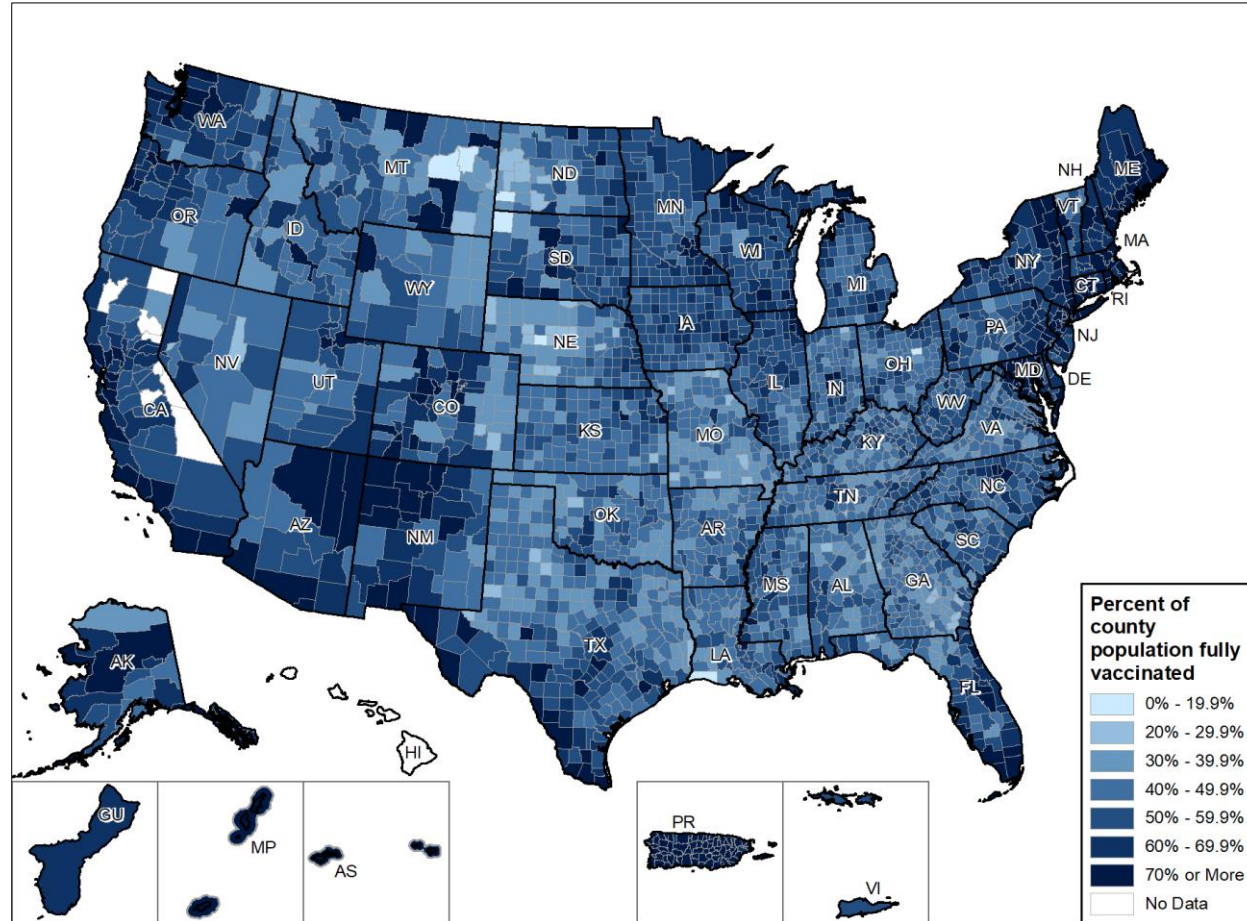 WA
MT
ND
MN
NH
ME
VT
OR
ID
SD
WI
NY
MA
WY
MI
CT
RI
IA
NE
PA
NJ
NV
UT
IL
IN
OH
MD
DE
CA
CO
WV
KS
MO
KY
VA
NC
TN
AZ
NM
OK
AR
SC
MS
AL
GA
TX
LA
FL
AK
HI
GU
MP
AS
PR
VI
Percent of
county
population fully
vaccinated
0% - 19.9%
20% - 29.9%
30% - 39.9%
40% - 49.9%
50% - 59.9%
60% - 69.9%
70% or More
No Data